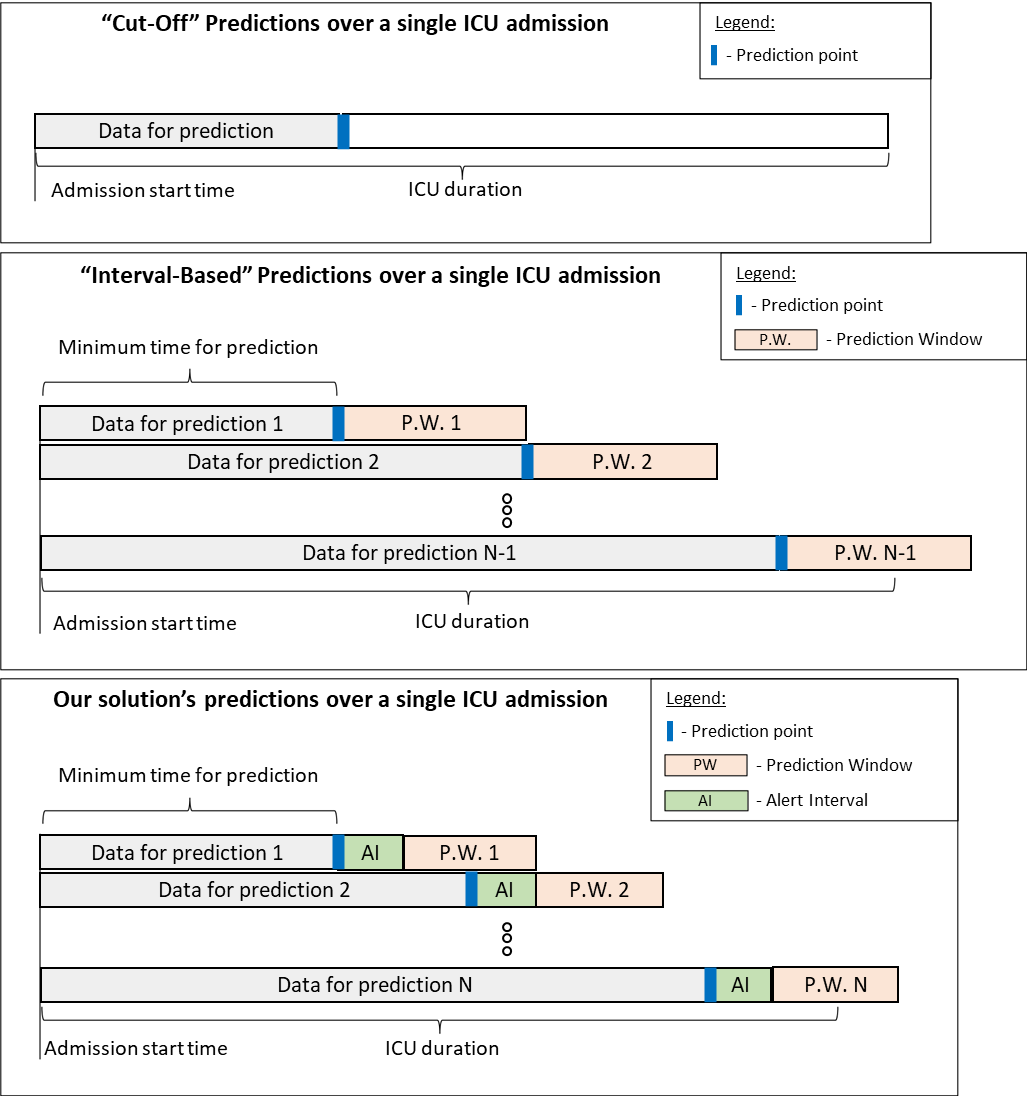 “Cut-Off” Predictions over a single ICU admission
Legend:
- Prediction point
Data for prediction
Admission start time
ICU duration
“Interval-Based” Predictions over a single ICU admission
Legend:
- Prediction point
P.W. - Prediction Window
Minimum time for prediction
Data for prediction 1 P.W. 1
Data for prediction 2 P.W. 2
Data for prediction N-1 P.W. N-1
Admission start time
ICU duration
Our solution’s predictions over a single ICU admission
Legend:
- Prediction point
PW - Prediction Window
AI - Alert Interval
Minimum time for prediction
Data for prediction 1 AI P.W. 1
Data for prediction 2 AI P.W. 2
Data for prediction N AI P.W. N
Admission start time
ICU duration